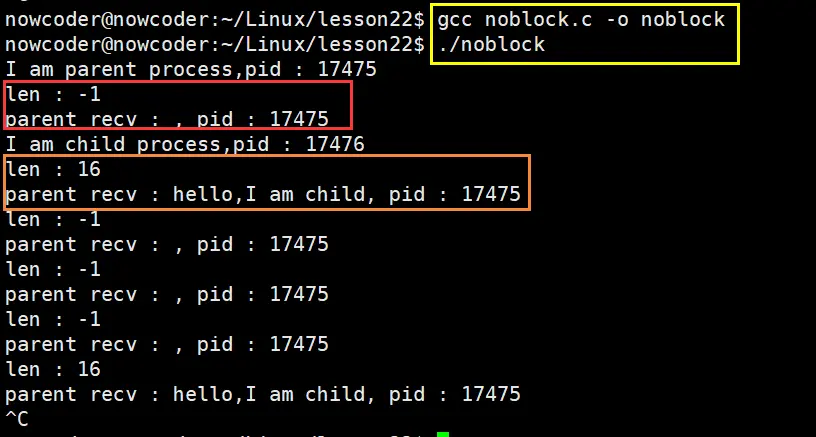 nowcoder@nowcoder:~/Linux/lesson22$ gcc noblock.c -o noblock
nowcoder@nowcoder:~/Linux/lesson22$ ./noblock
I am parent process,pid : 17475
len : -1
parent recv : , pid : 17475
I am child process,pid : 17476
len : 16
parent recv : hello,I am child, pid : 17475
len : -1
parent recv : , pid : 17475
len : -1
parent recv : , pid : 17475
len : -1
parent recv : , pid : 17475
len : 16
parent recv : hello,I am child, pid : 17475
^C